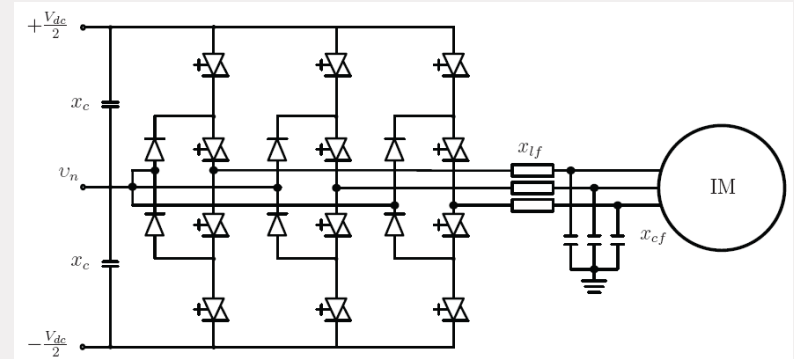 +V_dc/2
x_c
x_lf
υ_n
IM
x_cf
x_c
−V_dc/2